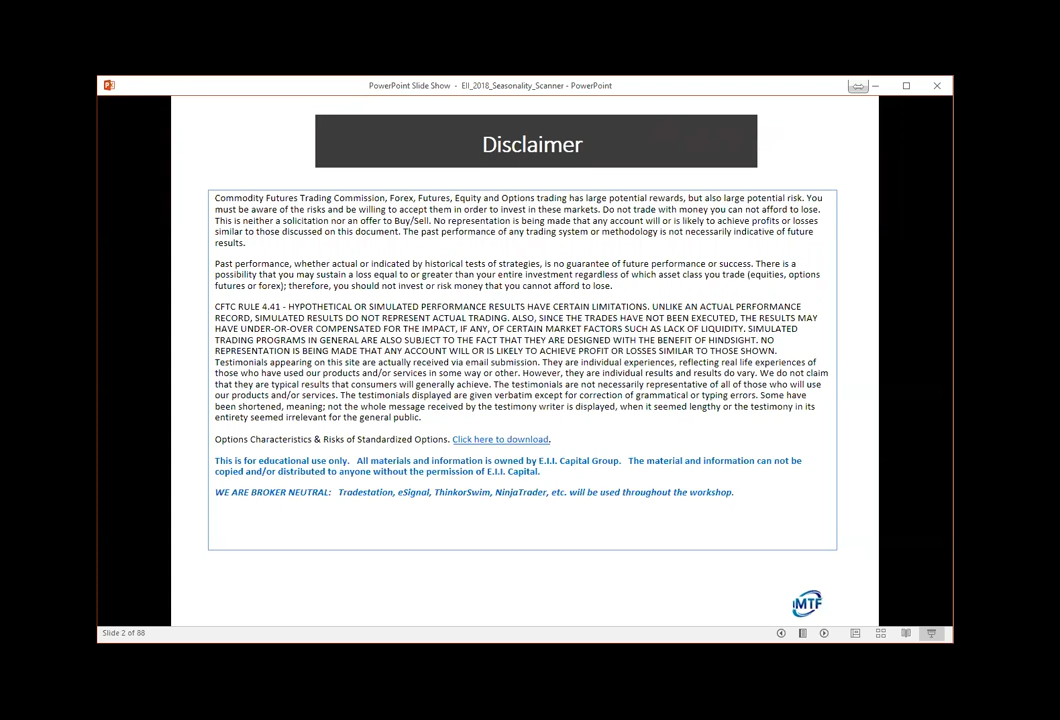 PowerPoint Slide Show - EII_2018_Seasonality_Scanner - PowerPoint
Disclaimer
Commodity Futures Trading Commission, Forex, Futures, Equity and Options trading has large potential rewards, but also large potential risk. You
must be aware of the risks and be willing to accept them in order to invest in these markets. Do not trade with money you can not afford to lose.
This is neither a solicitation nor an offer to Buy/Sell. No representation is being made that any account will or is likely to achieve profits or losses
similar to those discussed on this document. The past performance of any trading system or methodology is not necessarily indicative of future
results.
Past performance, whether actual or indicated by historical tests of strategies, is no guarantee of future performance or success. There is a
possibility that you may sustain a loss equal to or greater than your entire investment regardless of which asset class you trade (equities, options
futures or forex); therefore, you should not invest or risk money that you cannot afford to lose.
CFTC RULE 4.41 - HYPOTHETICAL OR SIMULATED PERFORMANCE RESULTS HAVE CERTAIN LIMITATIONS. UNLIKE AN ACTUAL PERFORMANCE
RECORD, SIMULATED RESULTS DO NOT REPRESENT ACTUAL TRADING. ALSO, SINCE THE TRADES HAVE NOT BEEN EXECUTED, THE RESULTS MAY
HAVE UNDER-OR-OVER COMPENSATED FOR THE IMPACT, IF ANY, OF CERTAIN MARKET FACTORS SUCH AS LACK OF LIQUIDITY. SIMULATED
TRADING PROGRAMS IN GENERAL ARE ALSO SUBJECT TO THE FACT THAT THEY ARE DESIGNED WITH THE BENEFIT OF HINDSIGHT. NO
REPRESENTATION IS BEING MADE THAT ANY ACCOUNT WILL OR IS LIKELY TO ACHIEVE PROFIT OR LOSSES SIMILAR TO THOSE SHOWN.
Testimonials appearing on this site are actually received via email submission. They are individual experiences, reflecting real life experiences of
those who have used our products and/or services in some way or other. However, they are individual results and results do vary. We do not claim
that they are typical results that consumers will generally achieve. The testimonials are not necessarily representative of all of those who will use
our products and/or services. The testimonials displayed are given verbatim except for correction of grammatical or typing errors. Some have
been shortened, meaning; not the whole message received by the testimony writer is displayed, when it seemed lengthy or the testimony in its
entirety seemed irrelevant for the general public.
Options Characteristics & Risks of Standardized Options. Click here to download.
This is for educational use only. All materials and information is owned by E.I.I. Capital Group. The material and information can not be
copied and/or distributed to anyone without the permission of E.I.I. Capital.
WE ARE BROKER NEUTRAL: Tradestation, eSignal, ThinkorSwim, NinjaTrader, etc. will be used throughout the workshop.
MTF
Slide 2 of 88